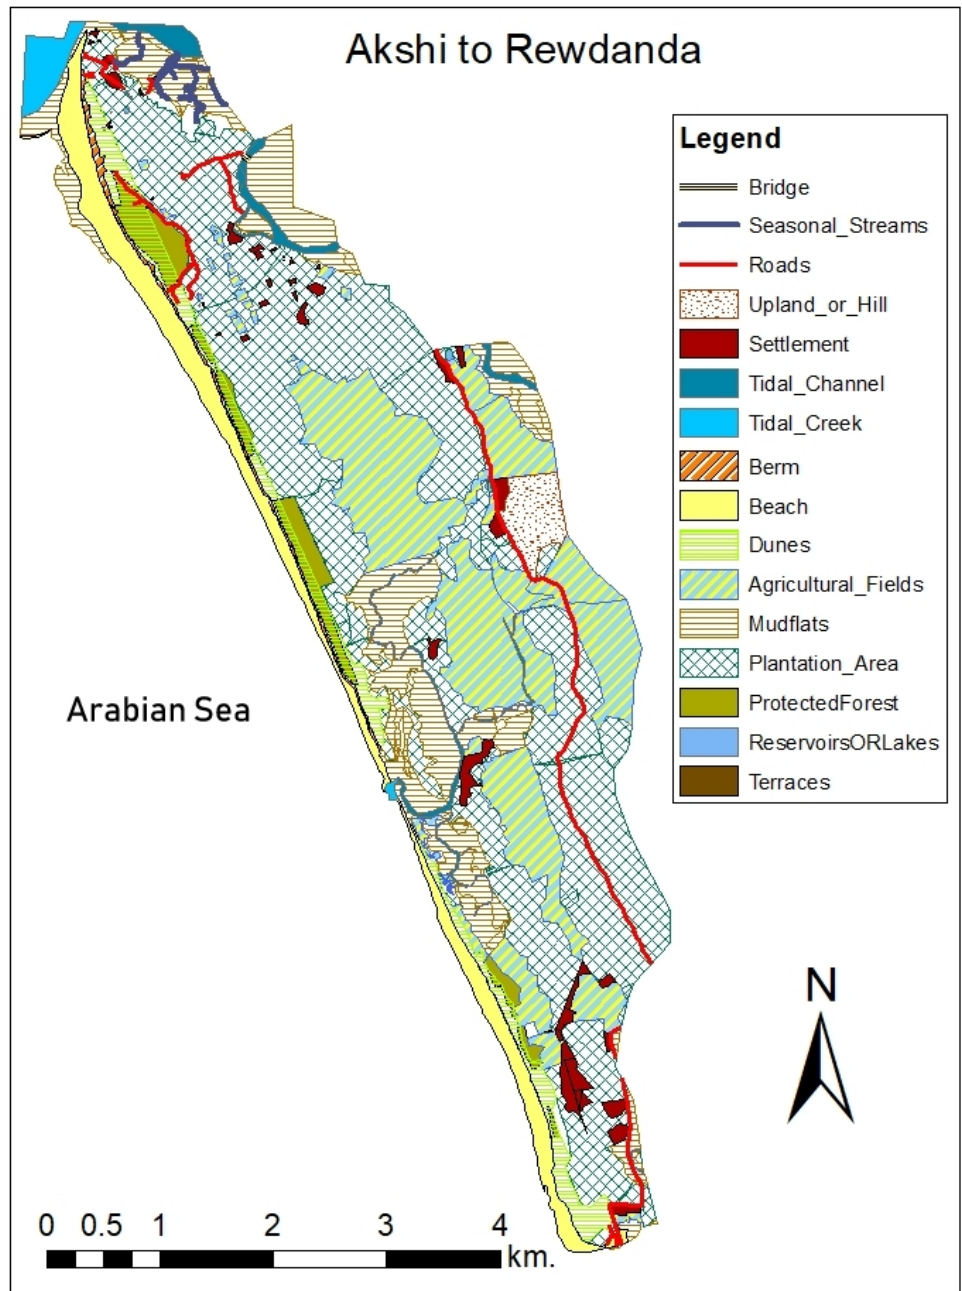 Akshi to Rewdanda
Legend
Bridge
Seasonal_Streams
Roads
Upland_or_Hill
Settlement
Tidal_Channel
Tidal_Creek
Berm
Beach
Dunes
Agricultural_Fields
Mudflats
Plantation_Area
ProtectedForest
ReservoirsORLakes
Terraces
Arabian Sea
N
0 0.5 1 2 3 4
km.